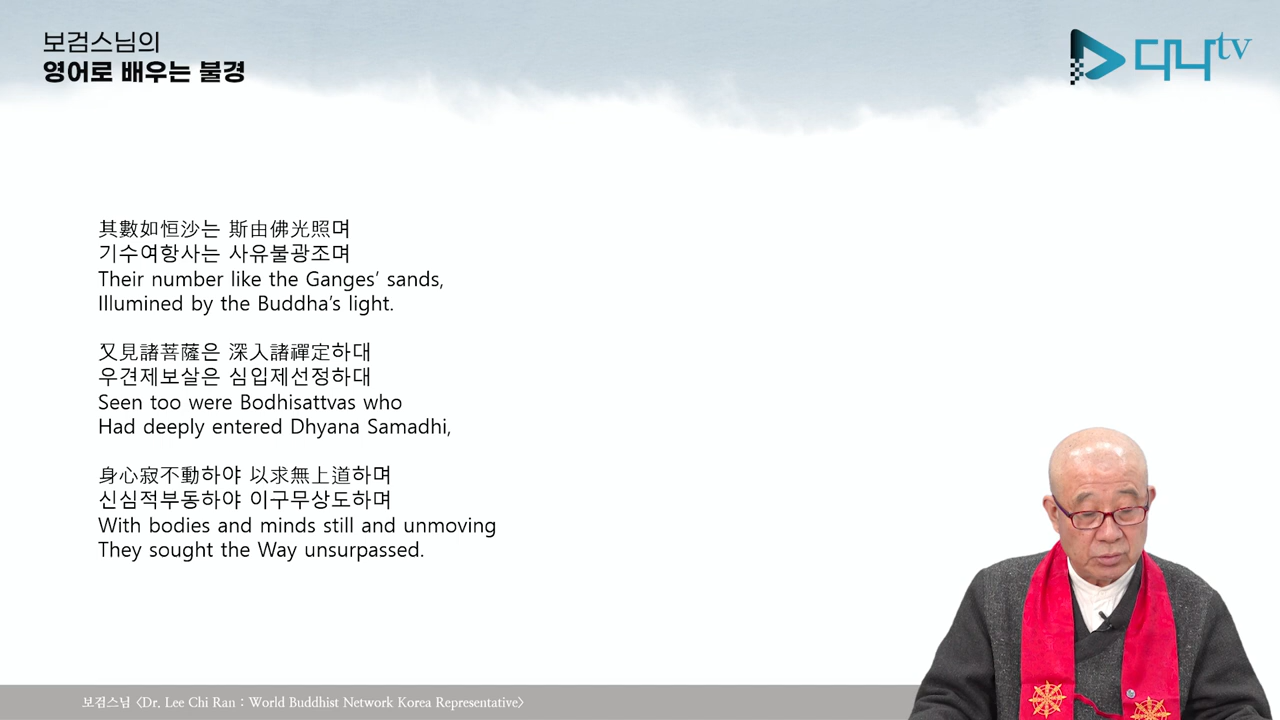 보검스님의
영어로 배우는 불경
디나tv
其數如恒沙는 斯由佛光照며
기수여항사는 사유불광조며
Their number like the Ganges’ sands,
Illumined by the Buddha’s light.
又見諸菩薩은 深入諸禪定하대
우견제보살은 심입제선정하대
Seen too were Bodhisattvas who
Had deeply entered Dhyana Samadhi,
身心寂不動하야 以求無上道하며
신심적부동하야 이구무상도하며
With bodies and minds still and unmoving
They sought the Way unsurpassed.
보검스님 <Dr. Lee Chi Ran : World Buddhist Network Korea Representative>